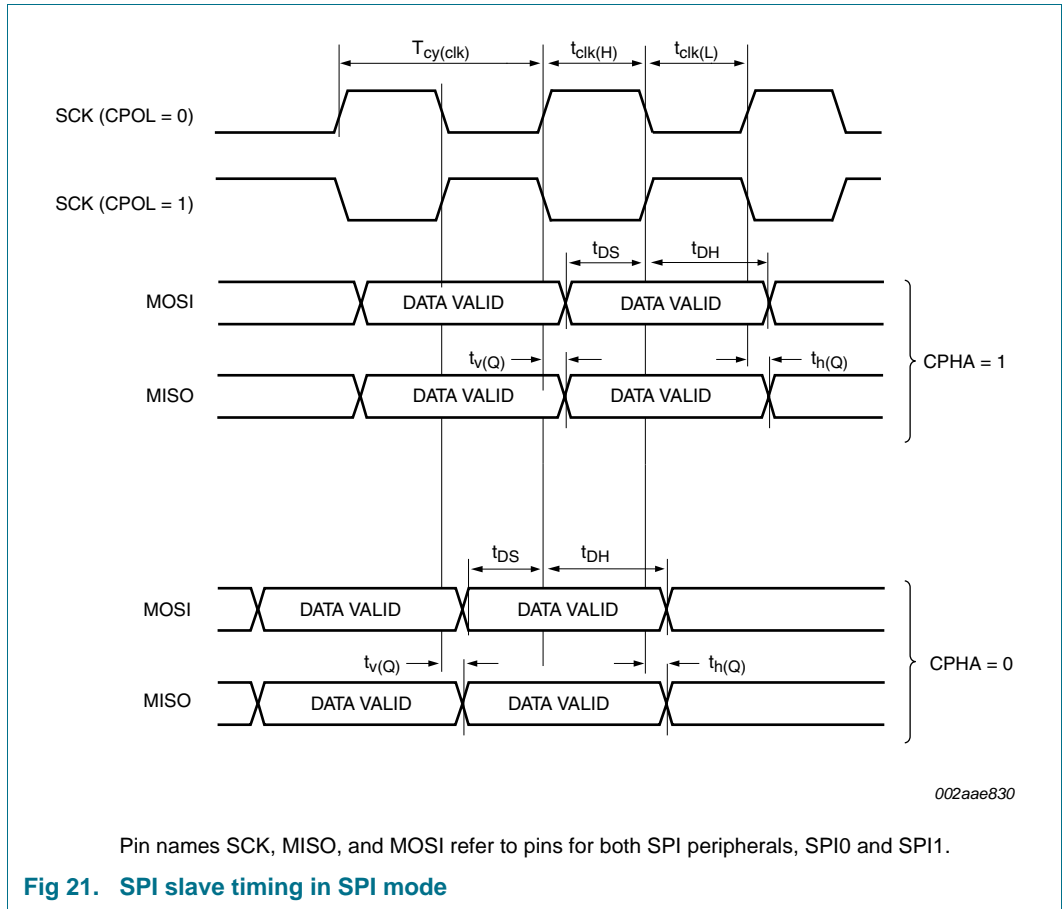 Tcy(clk) tclk(H) tclk(L)
SCK (CPOL = 0)
SCK (CPOL = 1)
tDS tDH
MOSI DATA VALID DATA VALID
tv(Q) th(Q)
CPHA = 1
MISO DATA VALID DATA VALID
tDS tDH
MOSI DATA VALID DATA VALID
tv(Q) th(Q)
CPHA = 0
MISO DATA VALID DATA VALID
002aae830
Pin names SCK, MISO, and MOSI refer to pins for both SPI peripherals, SPI0 and SPI1.
Fig 21. SPI slave timing in SPI mode